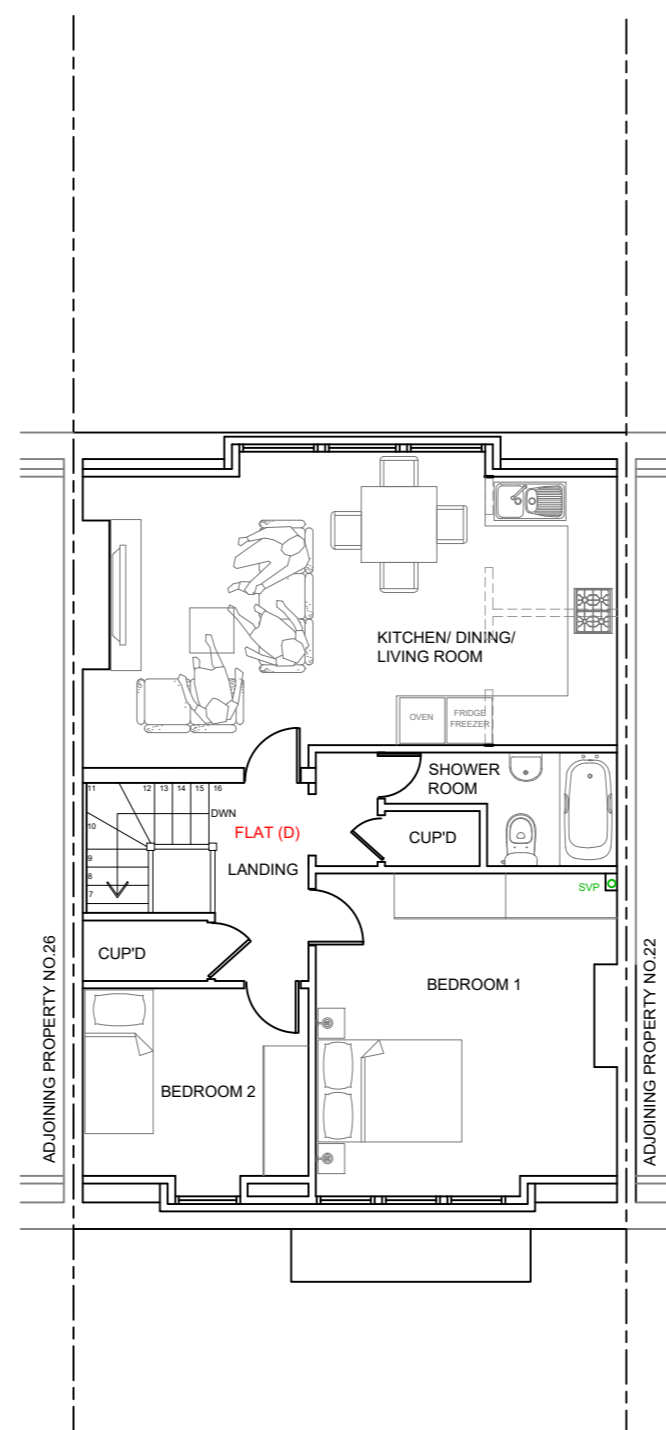 KITCHEN/ DINING/
LIVING ROOM
OVEN
FRIDGE
FREEZER
SHOWER
ROOM
11
12
13
14
15
16
10
9
8
7
DWN
FLAT (D)
LANDING
CUP'D
SVP
CUP'D
BEDROOM 1
BEDROOM 2
ADJOINING PROPERTY NO.26
ADJOINING PROPERTY NO.22